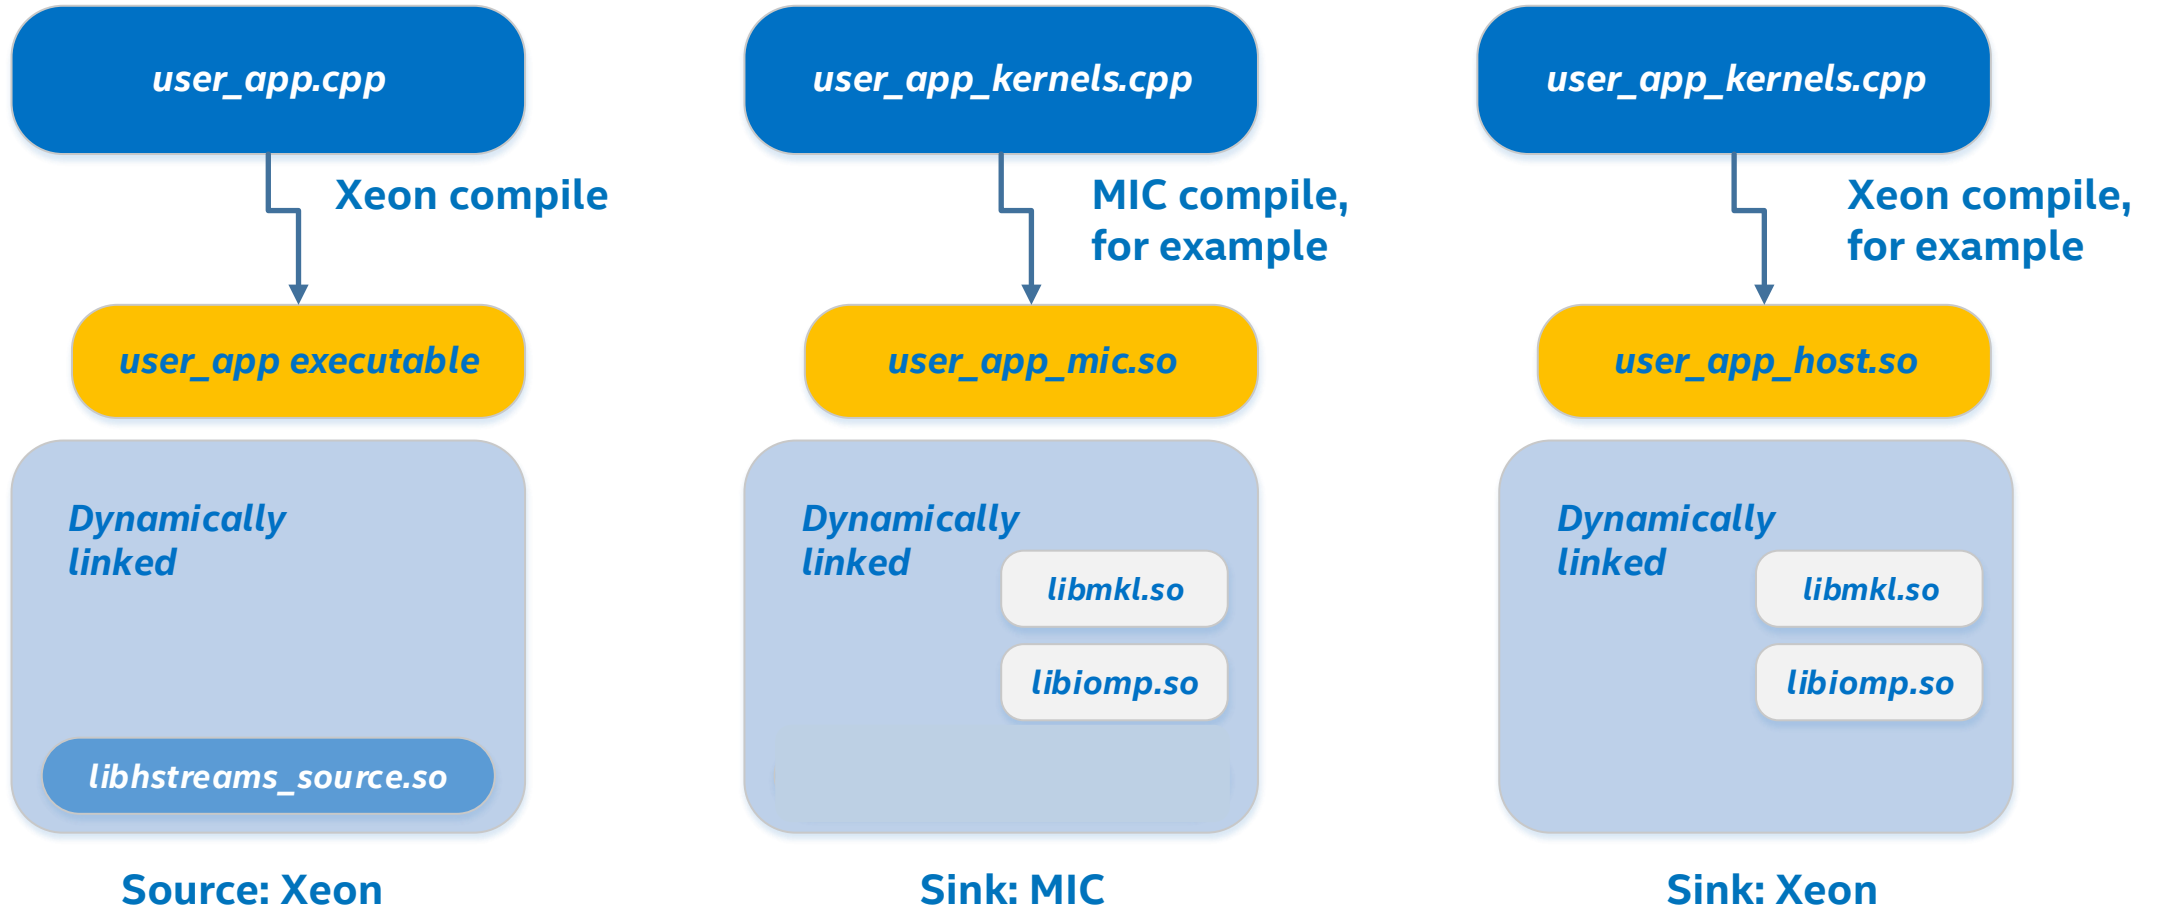 user_app.cpp
user_app_kernels.cpp
user_app_kernels.cpp
Xeon compile
MIC compile,
for example
Xeon compile,
for example
user_app executable
user_app_mic.so
user_app_host.so
Dynamically
linked
libhstreams_source.so
Dynamically
linked
libmkl.so
libiomp.so
Dynamically
linked
libmkl.so
libiomp.so
Source: Xeon
Sink: MIC
Sink: Xeon